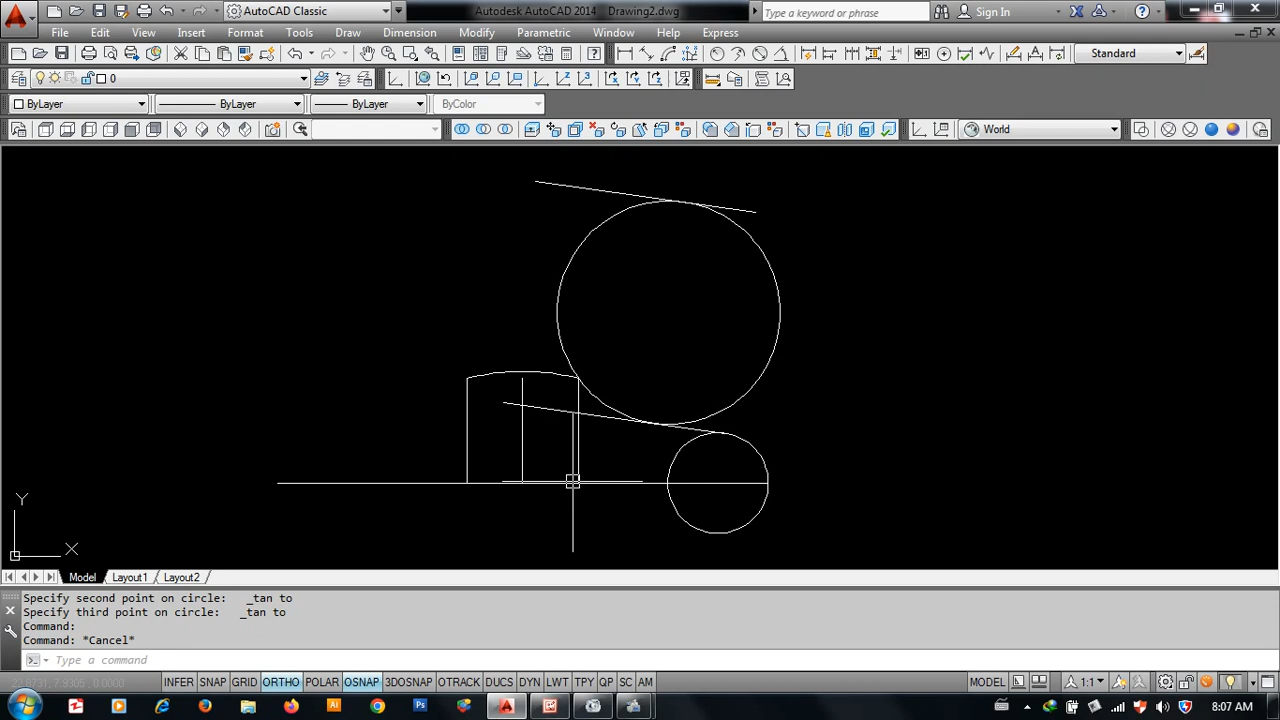 AutoCAD Classic
Autodesk AutoCAD 2014 Drawing2.dwg
Type a keyword or phrase
Sign In
File Edit View Insert Format Tools Draw Dimension Modify Parametric Window Help Express
Standard
0
ByLayer ByLayer ByLayer ByColor
World
Y
X
Model Layout1 Layout2
Specify second point on circle: _tan to
Specify third point on circle: _tan to
Command:
Command: *Cancel*
Type a command
INFER SNAP GRID ORTHO POLAR OSNAP 3DOSNAP OTRACK DUCS DYN LWT TPY QP SC AM
MODEL 1:1
8:07 AM